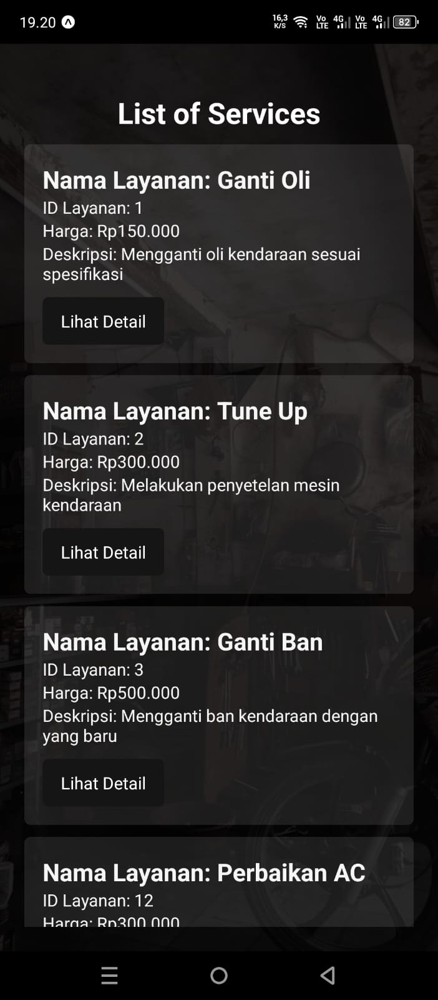 19.20
16,3
K/S
Vo
LTE
4G
Vo
LTE
4G
82
List of Services
Nama Layanan: Ganti Oli
ID Layanan: 1
Harga: Rp150.000
Deskripsi: Mengganti oli kendaraan sesuai
spesifikasi
Lihat Detail
Nama Layanan: Tune Up
ID Layanan: 2
Harga: Rp300.000
Deskripsi: Melakukan penyetelan mesin
kendaraan
Lihat Detail
Nama Layanan: Ganti Ban
ID Layanan: 3
Harga: Rp500.000
Deskripsi: Mengganti ban kendaraan dengan
yang baru
Lihat Detail
Nama Layanan: Perbaikan AC
ID Layanan: 12
Harga: Rp300.000